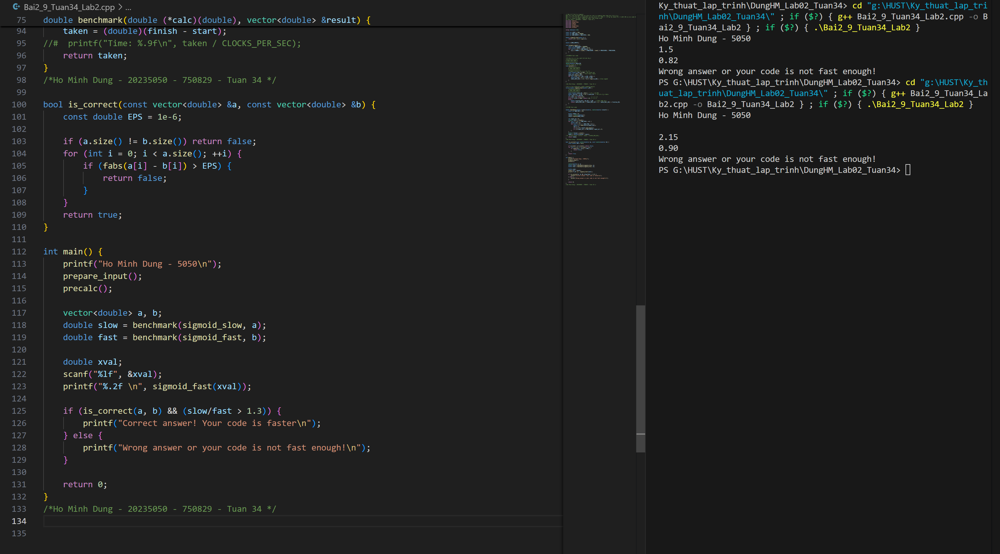 Bai2_9_Tuan34_Lab2.cpp > ...
75 double benchmark(double (*calc)(double), vector<double> &result) {
94 taken = (double)(finish - start);
95 //# printf("Time: %.9f\n", taken / CLOCKS_PER_SEC);
96 return taken;
97 }
98 /*Ho Minh Dung - 20235050 - 750829 - Tuan 34 */
99
100 bool is_correct(const vector<double> &a, const vector<double> &b) {
101 const double EPS = 1e-6;
102
103 if (a.size() != b.size()) return false;
104 for (int i = 0; i < a.size(); ++i) {
105 if (fabs(a[i] - b[i]) > EPS) {
106 return false;
107 }
108 }
109 return true;
110 }
111
112 int main() {
113 printf("Ho Minh Dung - 5050\n");
114 prepare_input();
115 precalc();
116
117 vector<double> a, b;
118 double slow = benchmark(sigmoid_slow, a);
119 double fast = benchmark(sigmoid_fast, b);
120
121 double xval;
122 scanf("%lf", &xval);
123 printf("%.2f \n", sigmoid_fast(xval));
124
125 if (is_correct(a, b) && (slow/fast > 1.3)) {
126 printf("Correct answer! Your code is faster\n");
127 } else {
128 printf("Wrong answer or your code is not fast enough!\n");
129 }
130
131 return 0;
132 }
133 /*Ho Minh Dung - 20235050 - 750829 - Tuan 34 */
134
135
Ky_thuat_lap_trinh\DungHM_Lab02_Tuan34> cd "g:\HUST\Ky_thuat_lap_tri
nh\DungHM_Lab02_Tuan34\" ; if ($?) { g++ Bai2_9_Tuan34_Lab2.cpp -o B
ai2_9_Tuan34_Lab2 } ; if ($?) { .\Bai2_9_Tuan34_Lab2 }
Ho Minh Dung - 5050
1.5
0.82
Wrong answer or your code is not fast enough!
PS G:\HUST\Ky_thuat_lap_trinh\DungHM_Lab02_Tuan34> cd "g:\HUST\Ky_th
uat_lap_trinh\DungHM_Lab02_Tuan34\" ; if ($?) { g++ Bai2_9_Tuan34_La
b2.cpp -o Bai2_9_Tuan34_Lab2 } ; if ($?) { .\Bai2_9_Tuan34_Lab2 }
Ho Minh Dung - 5050
2.15
0.90
Wrong answer or your code is not fast enough!
PS G:\HUST\Ky_thuat_lap_trinh\DungHM_Lab02_Tuan34>